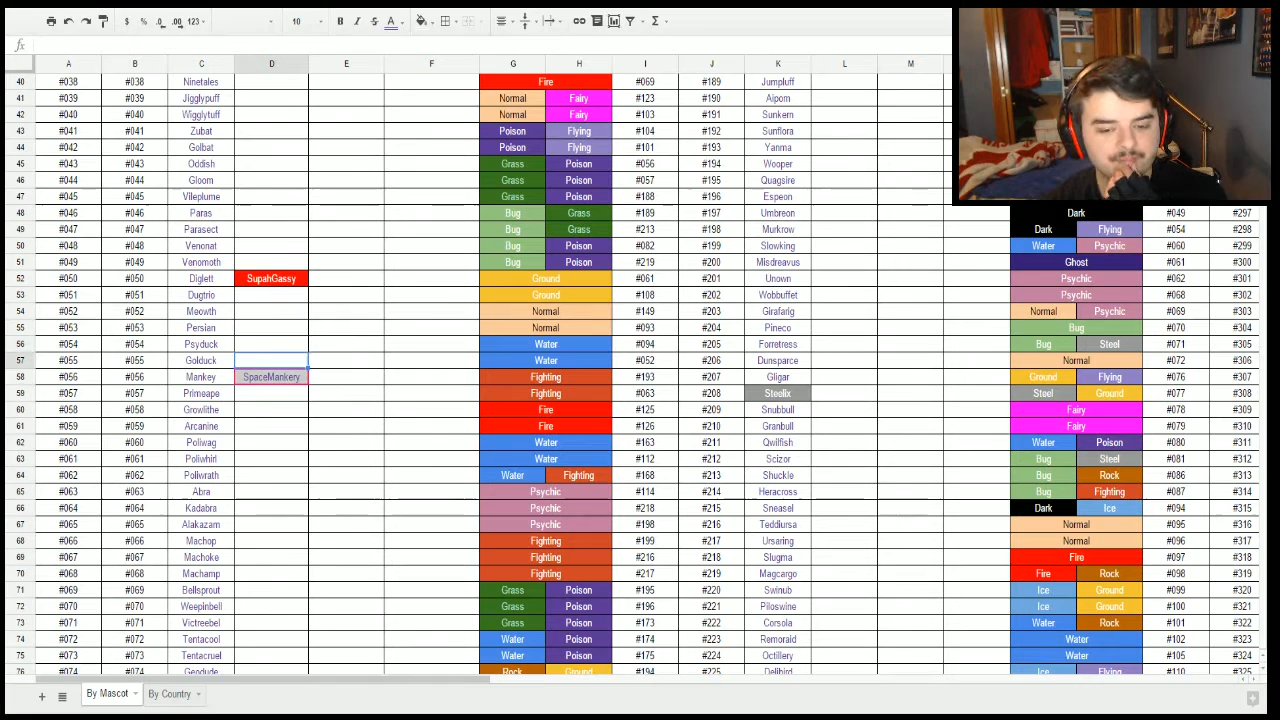 $ % .0 .00 123 10 B I S A Σ
fx
A B C D E F G H I J K L M
40 #038 #038 Ninetales Fire #069 #189 Jumpluff
41 #039 #039 Jigglypuff Normal Fairy #123 #190 Aipom
42 #040 #040 Wigglytuff Normal Fairy #103 #191 Sunkern
43 #041 #041 Zubat Poison Flying #104 #192 Sunflora
44 #042 #042 Golbat Poison Flying #101 #193 Yanma
45 #043 #043 Oddish Grass Poison #056 #194 Wooper
46 #044 #044 Gloom Grass Poison #057 #195 Quagsire
47 #045 #045 Vileplume Grass Poison #188 #196 Espeon
48 #046 #046 Paras Bug Grass #189 #197 Umbreon Dark #049 #297
49 #047 #047 Parasect Bug Grass #213 #198 Murkrow Dark Flying #054 #298
50 #048 #048 Venonat Bug Poison #082 #199 Slowking Water Psychic #060 #299
51 #049 #049 Venomoth Bug Poison #219 #200 Misdreavus Ghost #061 #300
52 #050 #050 Diglett SupahGassy Ground #061 #201 Unown Psychic #062 #301
53 #051 #051 Dugtrio Ground #108 #202 Wobbuffet Psychic #068 #302
54 #052 #052 Meowth Normal #149 #203 Girafarig Normal Psychic #069 #303
55 #053 #053 Persian Normal #093 #204 Pineco Bug #070 #304
56 #054 #054 Psyduck Water #094 #205 Forretress Bug Steel #071 #305
57 #055 #055 Golduck Water #052 #206 Dunsparce Normal #072 #306
58 #056 #056 Mankey SpaceMankery Fighting #193 #207 Gligar Ground Flying #076 #307
59 #057 #057 Primeape Fighting #063 #208 Steelix Steel Ground #077 #308
60 #058 #058 Growlithe Fire #125 #209 Snubbull Fairy #078 #309
61 #059 #059 Arcanine Fire #126 #210 Granbull Fairy #079 #310
62 #060 #060 Poliwag Water #163 #211 Qwilfish Water Poison #080 #311
63 #061 #061 Poliwhirl Water #112 #212 Scizor Bug Steel #081 #312
64 #062 #062 Poliwrath Water Fighting #168 #213 Shuckle Bug Rock #086 #313
65 #063 #063 Abra Psychic #114 #214 Heracross Bug Fighting #087 #314
66 #064 #064 Kadabra Psychic #218 #215 Sneasel Dark Ice #094 #315
67 #065 #065 Alakazam Psychic #198 #216 Teddiursa Normal #095 #316
68 #066 #066 Machop Fighting #199 #217 Ursaring Normal #096 #317
69 #067 #067 Machoke Fighting #216 #218 Slugma Fire #097 #318
70 #068 #068 Machamp Fighting #217 #219 Magcargo Fire Rock #098 #319
71 #069 #069 Bellsprout Grass Poison #195 #220 Swinub Ice Ground #099 #320
72 #070 #070 Weepinbell Grass Poison #196 #221 Piloswine Ice Ground #100 #321
73 #071 #071 Victreebel Grass Poison #173 #222 Corsola Water Rock #101 #322
74 #072 #072 Tentacool Water Poison #174 #223 Remoraid Water #102 #323
75 #073 #073 Tentacruel Water Poison #175 #224 Octillery Water #105 #324
76 #074 #074 Geodude Rock Ground #194 #225 Delibird Ice Flying #110 #325
+ By Mascot By Country